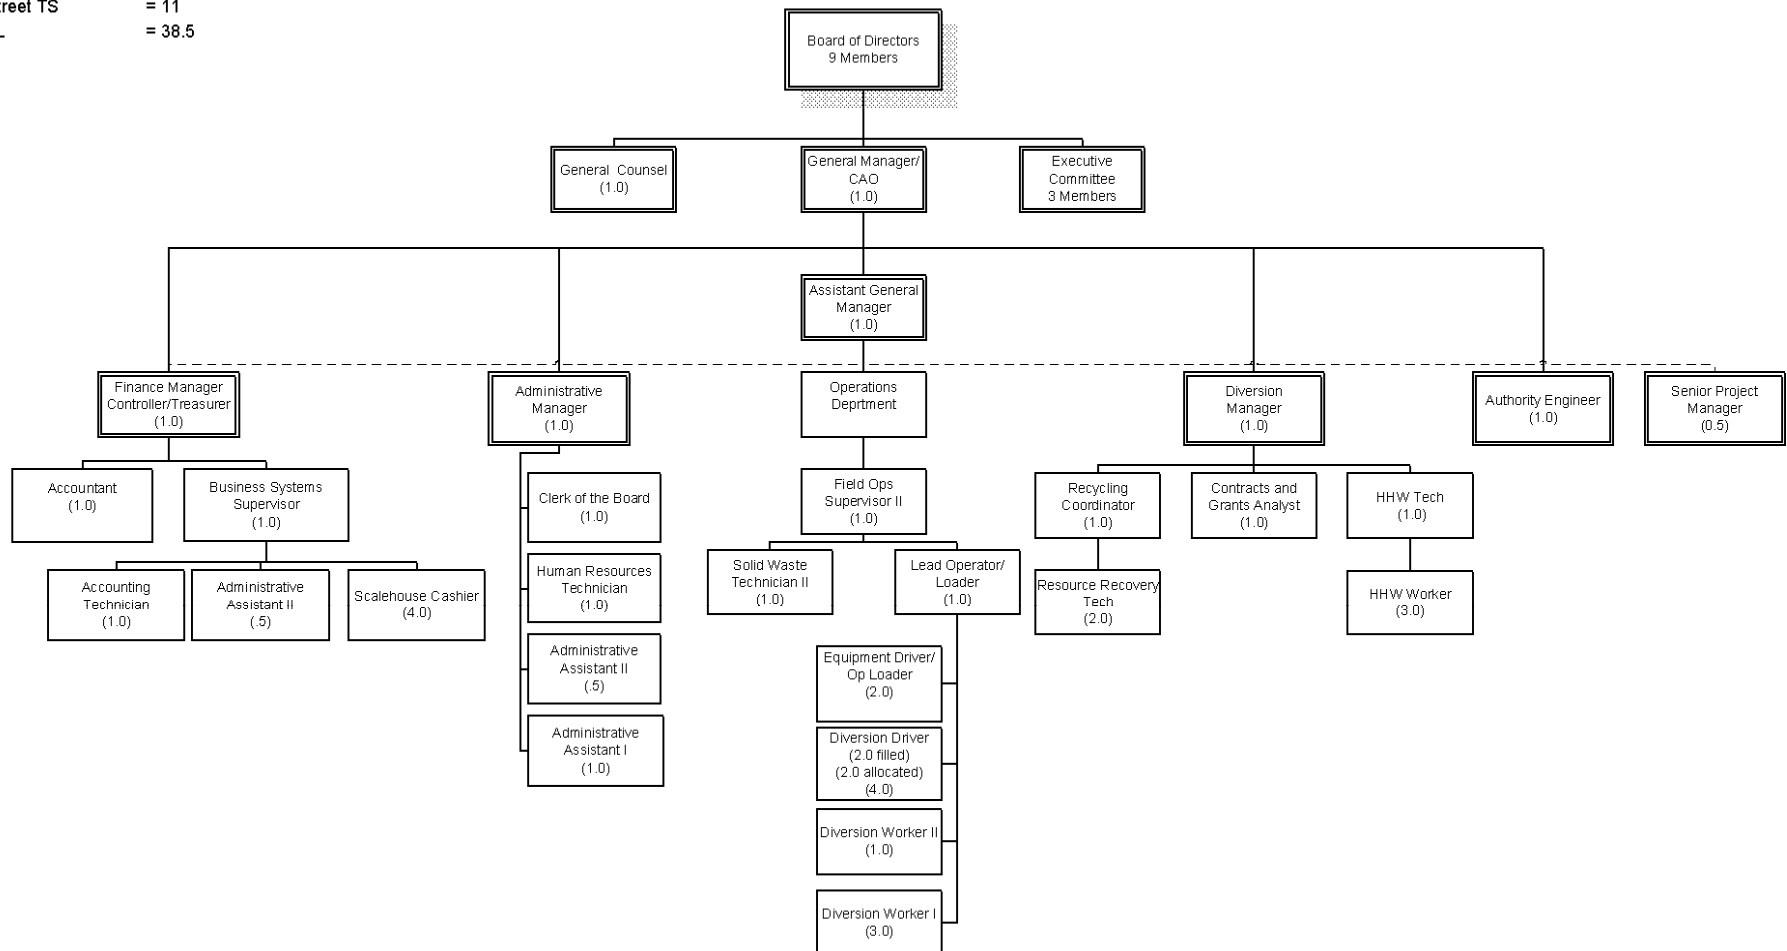 reet TS = 11
= 38.5
Board of Directors
9 Members
General Counsel
(1.0)
General Manager/
CAO
(1.0)
Executive
Committee
3 Members
Assistant General
Manager
(1.0)
Finance Manager
Controller/Treasurer
(1.0)
Administrative
Manager
(1.0)
Operations
Deprtment
Diversion
Manager
(1.0)
Authority Engineer
(1.0)
Senior Project
Manager
(0.5)
Accountant
(1.0)
Business Systems
Supervisor
(1.0)
Accounting
Technician
(1.0)
Administrative
Assistant II
(.5)
Scalehouse Cashier
(4.0)
Clerk of the Board
(1.0)
Human Resources
Technician
(1.0)
Administrative
Assistant II
(.5)
Administrative
Assistant I
(1.0)
Field Ops
Supervisor II
(1.0)
Solid Waste
Technician II
(1.0)
Lead Operator/
Loader
(1.0)
Equipment Driver/
Op Loader
(2.0)
Diversion Driver
(2.0 filled)
(2.0 allocated)
(4.0)
Diversion Worker II
(1.0)
Diversion Worker I
(3.0)
Recycling
Coordinator
(1.0)
Contracts and
Grants Analyst
(1.0)
HHW Tech
(1.0)
Resource Recovery
Tech
(2.0)
HHW Worker
(3.0)